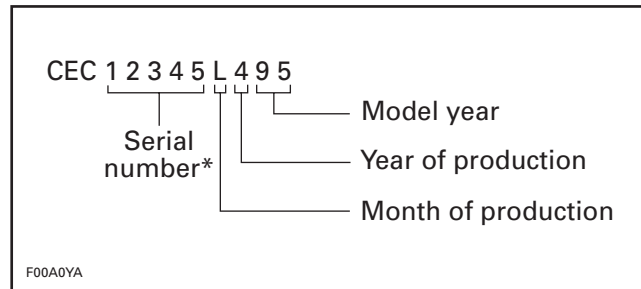 CEC 1 2 3 4 5 L 4 9 5
Model year
Serial
number*
Year of production
Month of production
F00A0YA